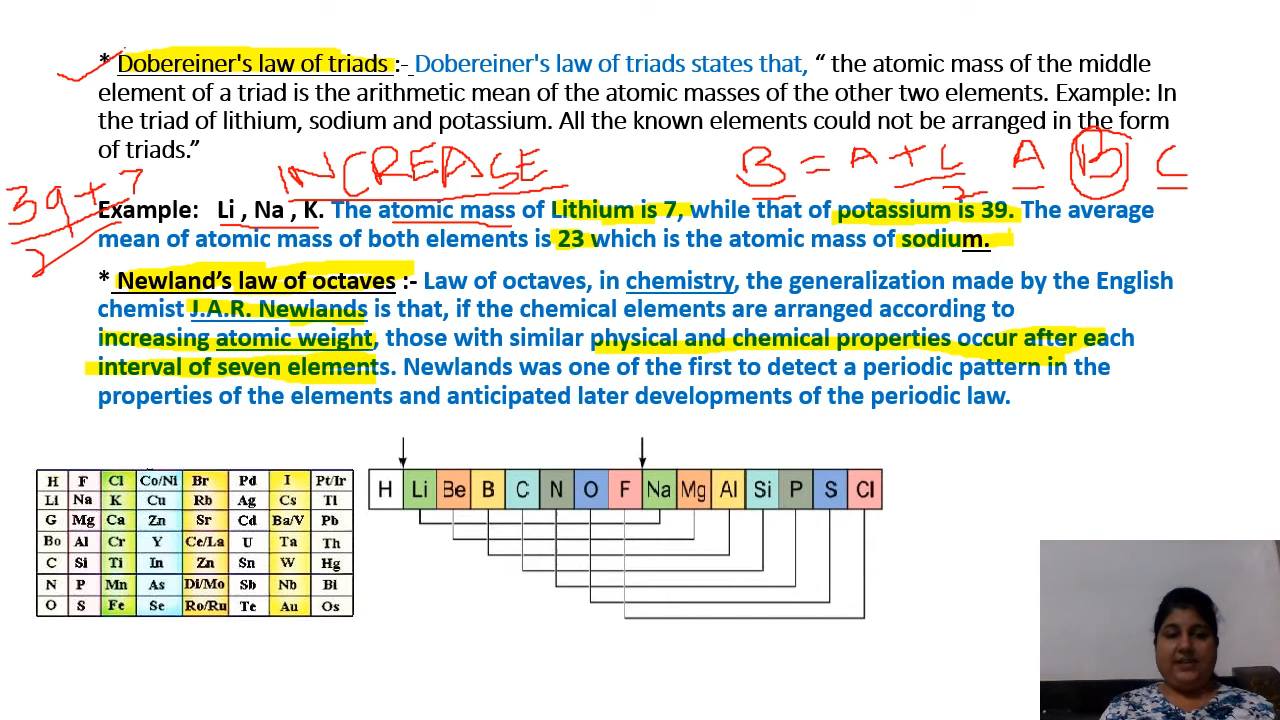 * Dobereiner's law of triads :- Dobereiner's law of triads states that, “ the atomic mass of the middle
element of a triad is the arithmetic mean of the atomic masses of the other two elements. Example: In
the triad of lithium, sodium and potassium. All the known elements could not be arranged in the form
of triads.”
INCREASE
B = A + C
2
A B C
39 + 7
2
Example: Li , Na , K. The atomic mass of Lithium is 7, while that of potassium is 39. The average
mean of atomic mass of both elements is 23 which is the atomic mass of sodium.
* Newland’s law of octaves :- Law of octaves, in chemistry, the generalization made by the English
chemist J.A.R. Newlands is that, if the chemical elements are arranged according to
increasing atomic weight, those with similar physical and chemical properties occur after each
interval of seven elements. Newlands was one of the first to detect a periodic pattern in the
properties of the elements and anticipated later developments of the periodic law.
H F Cl Co/Ni Br Pd I Pt/Ir
Li Na K Cu Rb Ag Cs Tl
G Mg Ca Zn Sr Cd Ba/V Pb
Bo Al Cr Y Ce/La U Ta Th
C Si Ti In Zn Sn W Hg
N P Mn As Di/Mo Sb Nb Bi
O S Fe Se Ro/Ru Te Au Os
H Li Be B C N O F Na Mg Al Si P S Cl